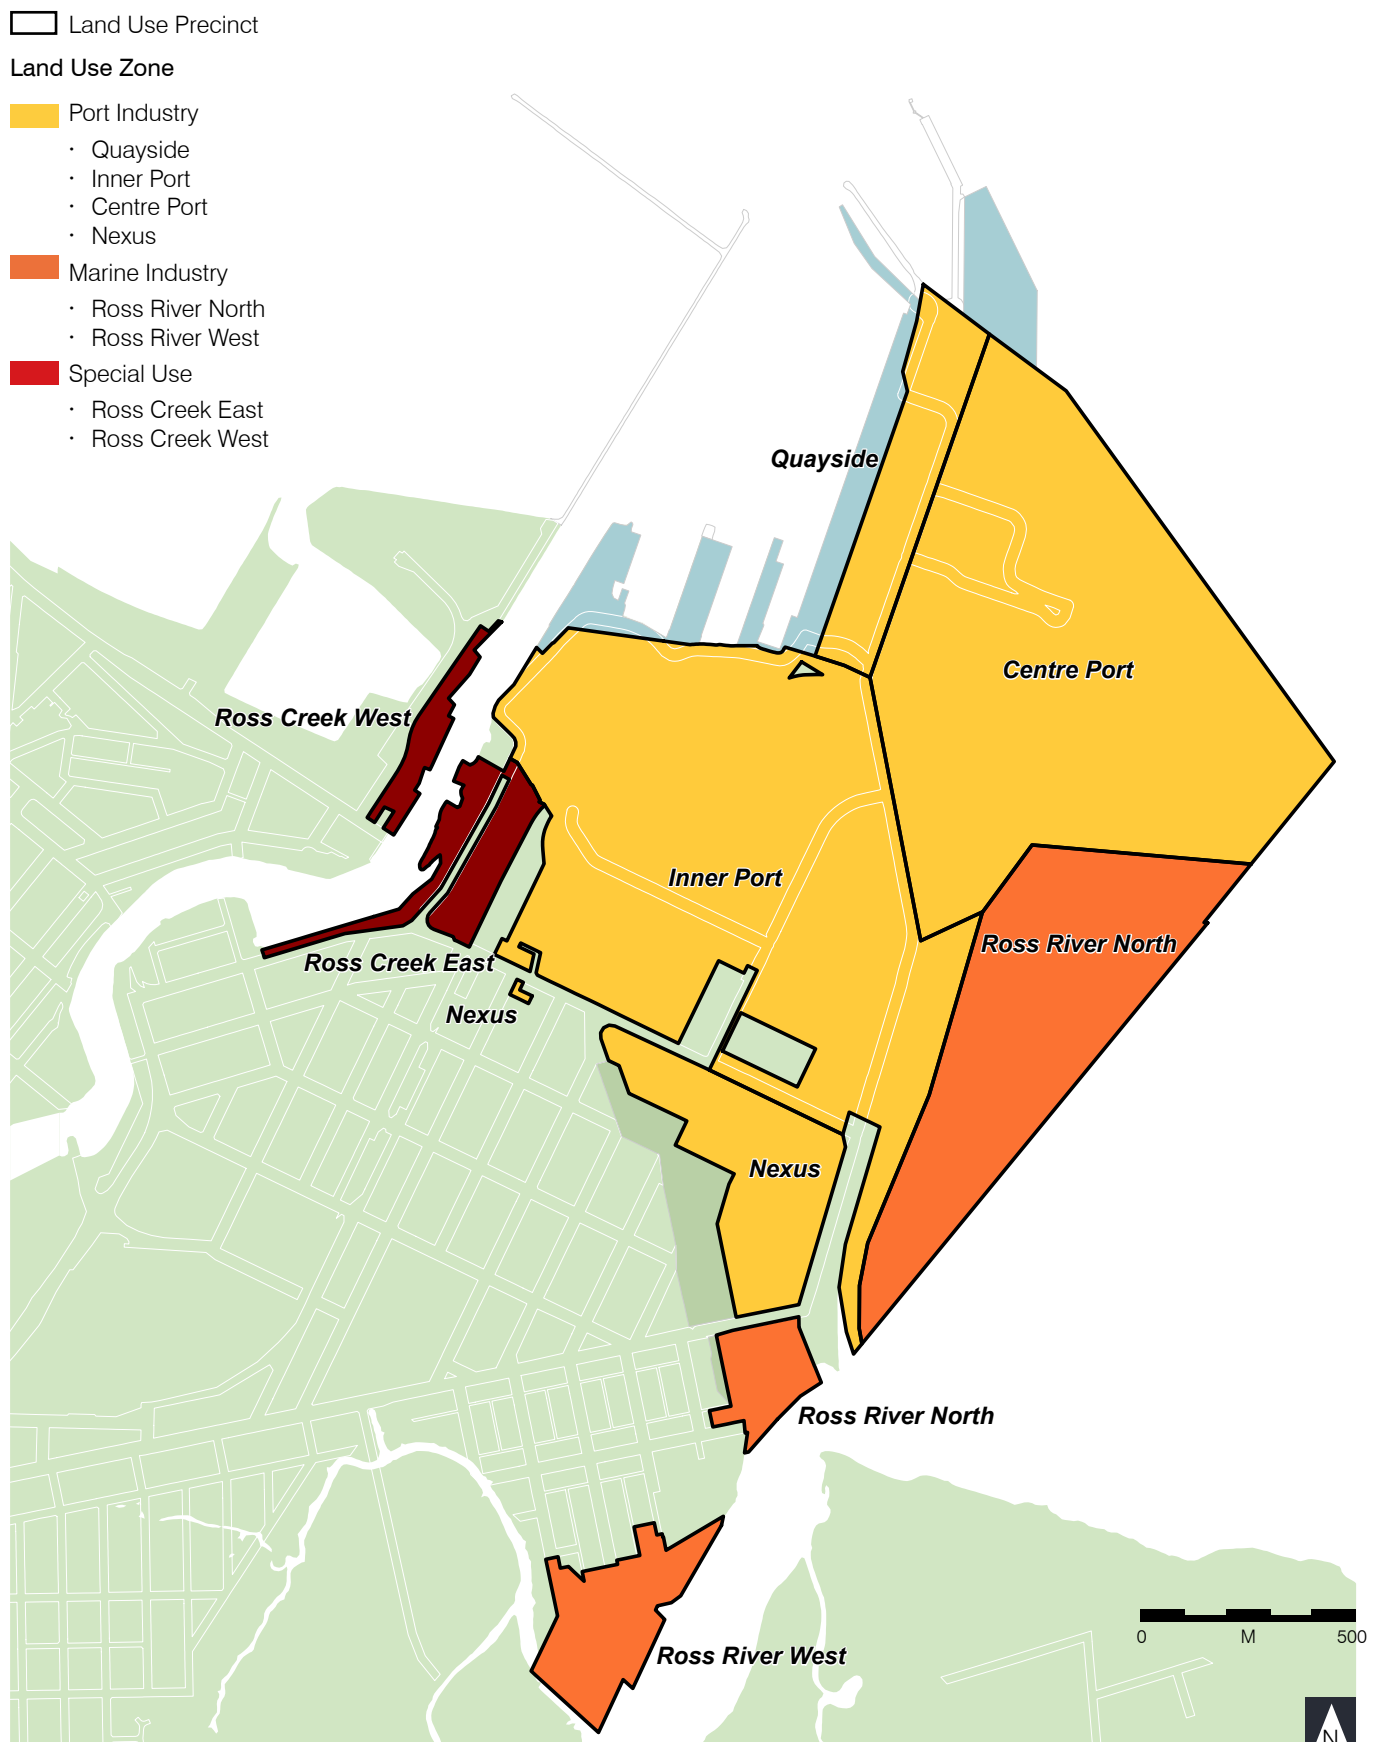 Land Use Precinct
Land Use Zone
Port Industry
· Quayside
· Inner Port
· Centre Port
· Nexus
Marine Industry
· Ross River North
· Ross River West
Special Use
· Ross Creek East
· Ross Creek West
Quayside
Centre Port
Ross Creek West
Inner Port
Ross River North
Ross Creek East
Nexus
Nexus
Ross River North
Ross River West
0 M 500
N